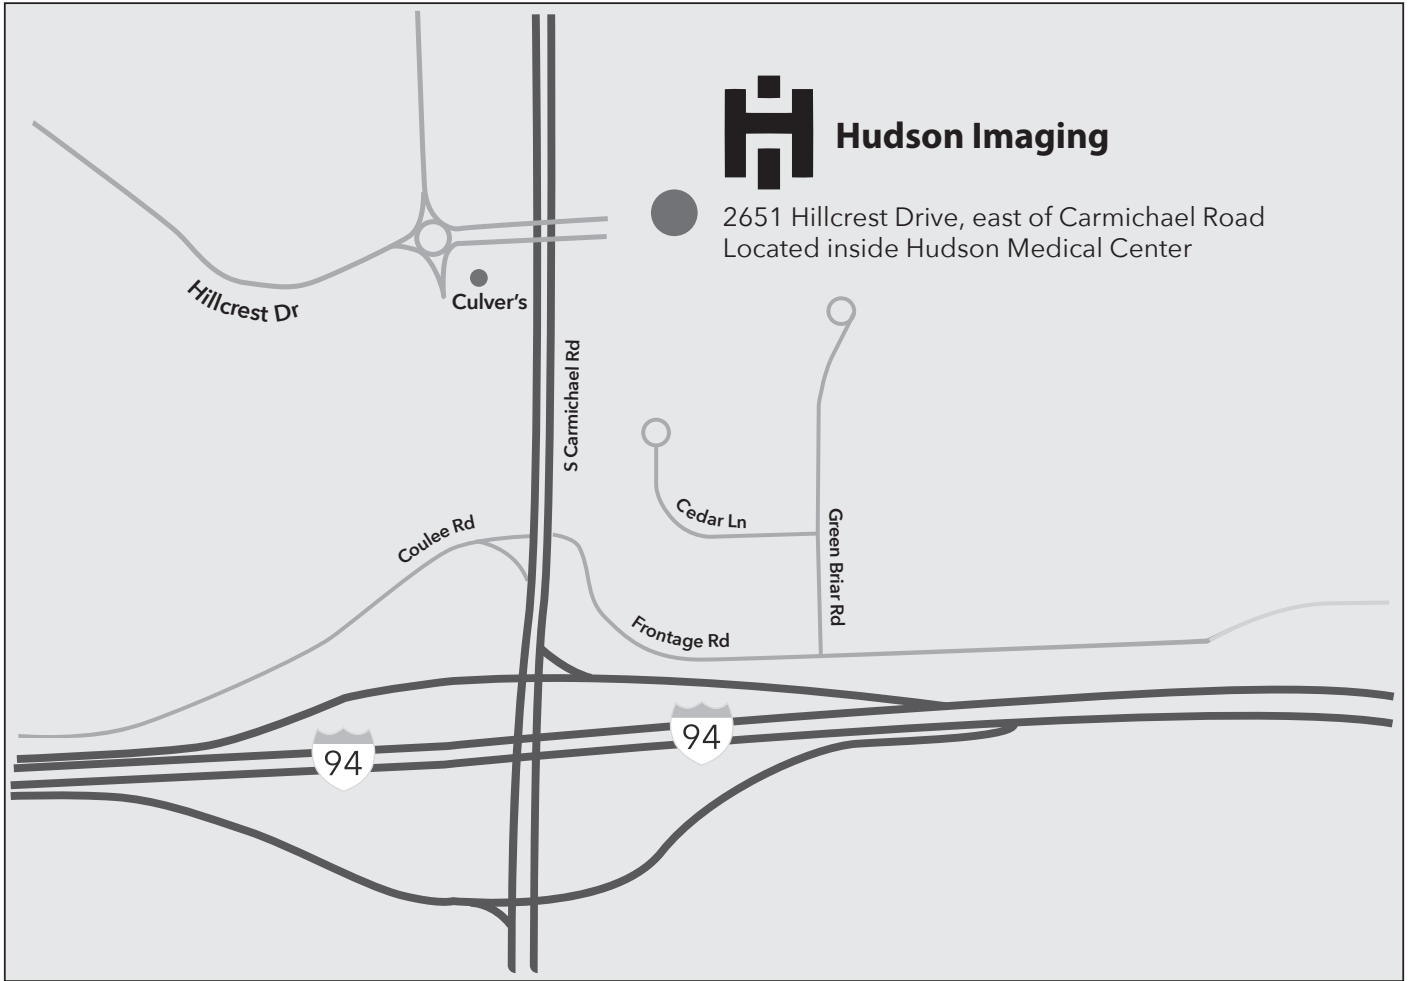 Hudson Imaging
2651 Hillcrest Drive, east of Carmichael Road
Located inside Hudson Medical Center
Hillcrest Dr
Culver's
S Carmichael Rd
Cedar Ln
Coulee Rd
Green Briar Rd
Frontage Rd
94
94